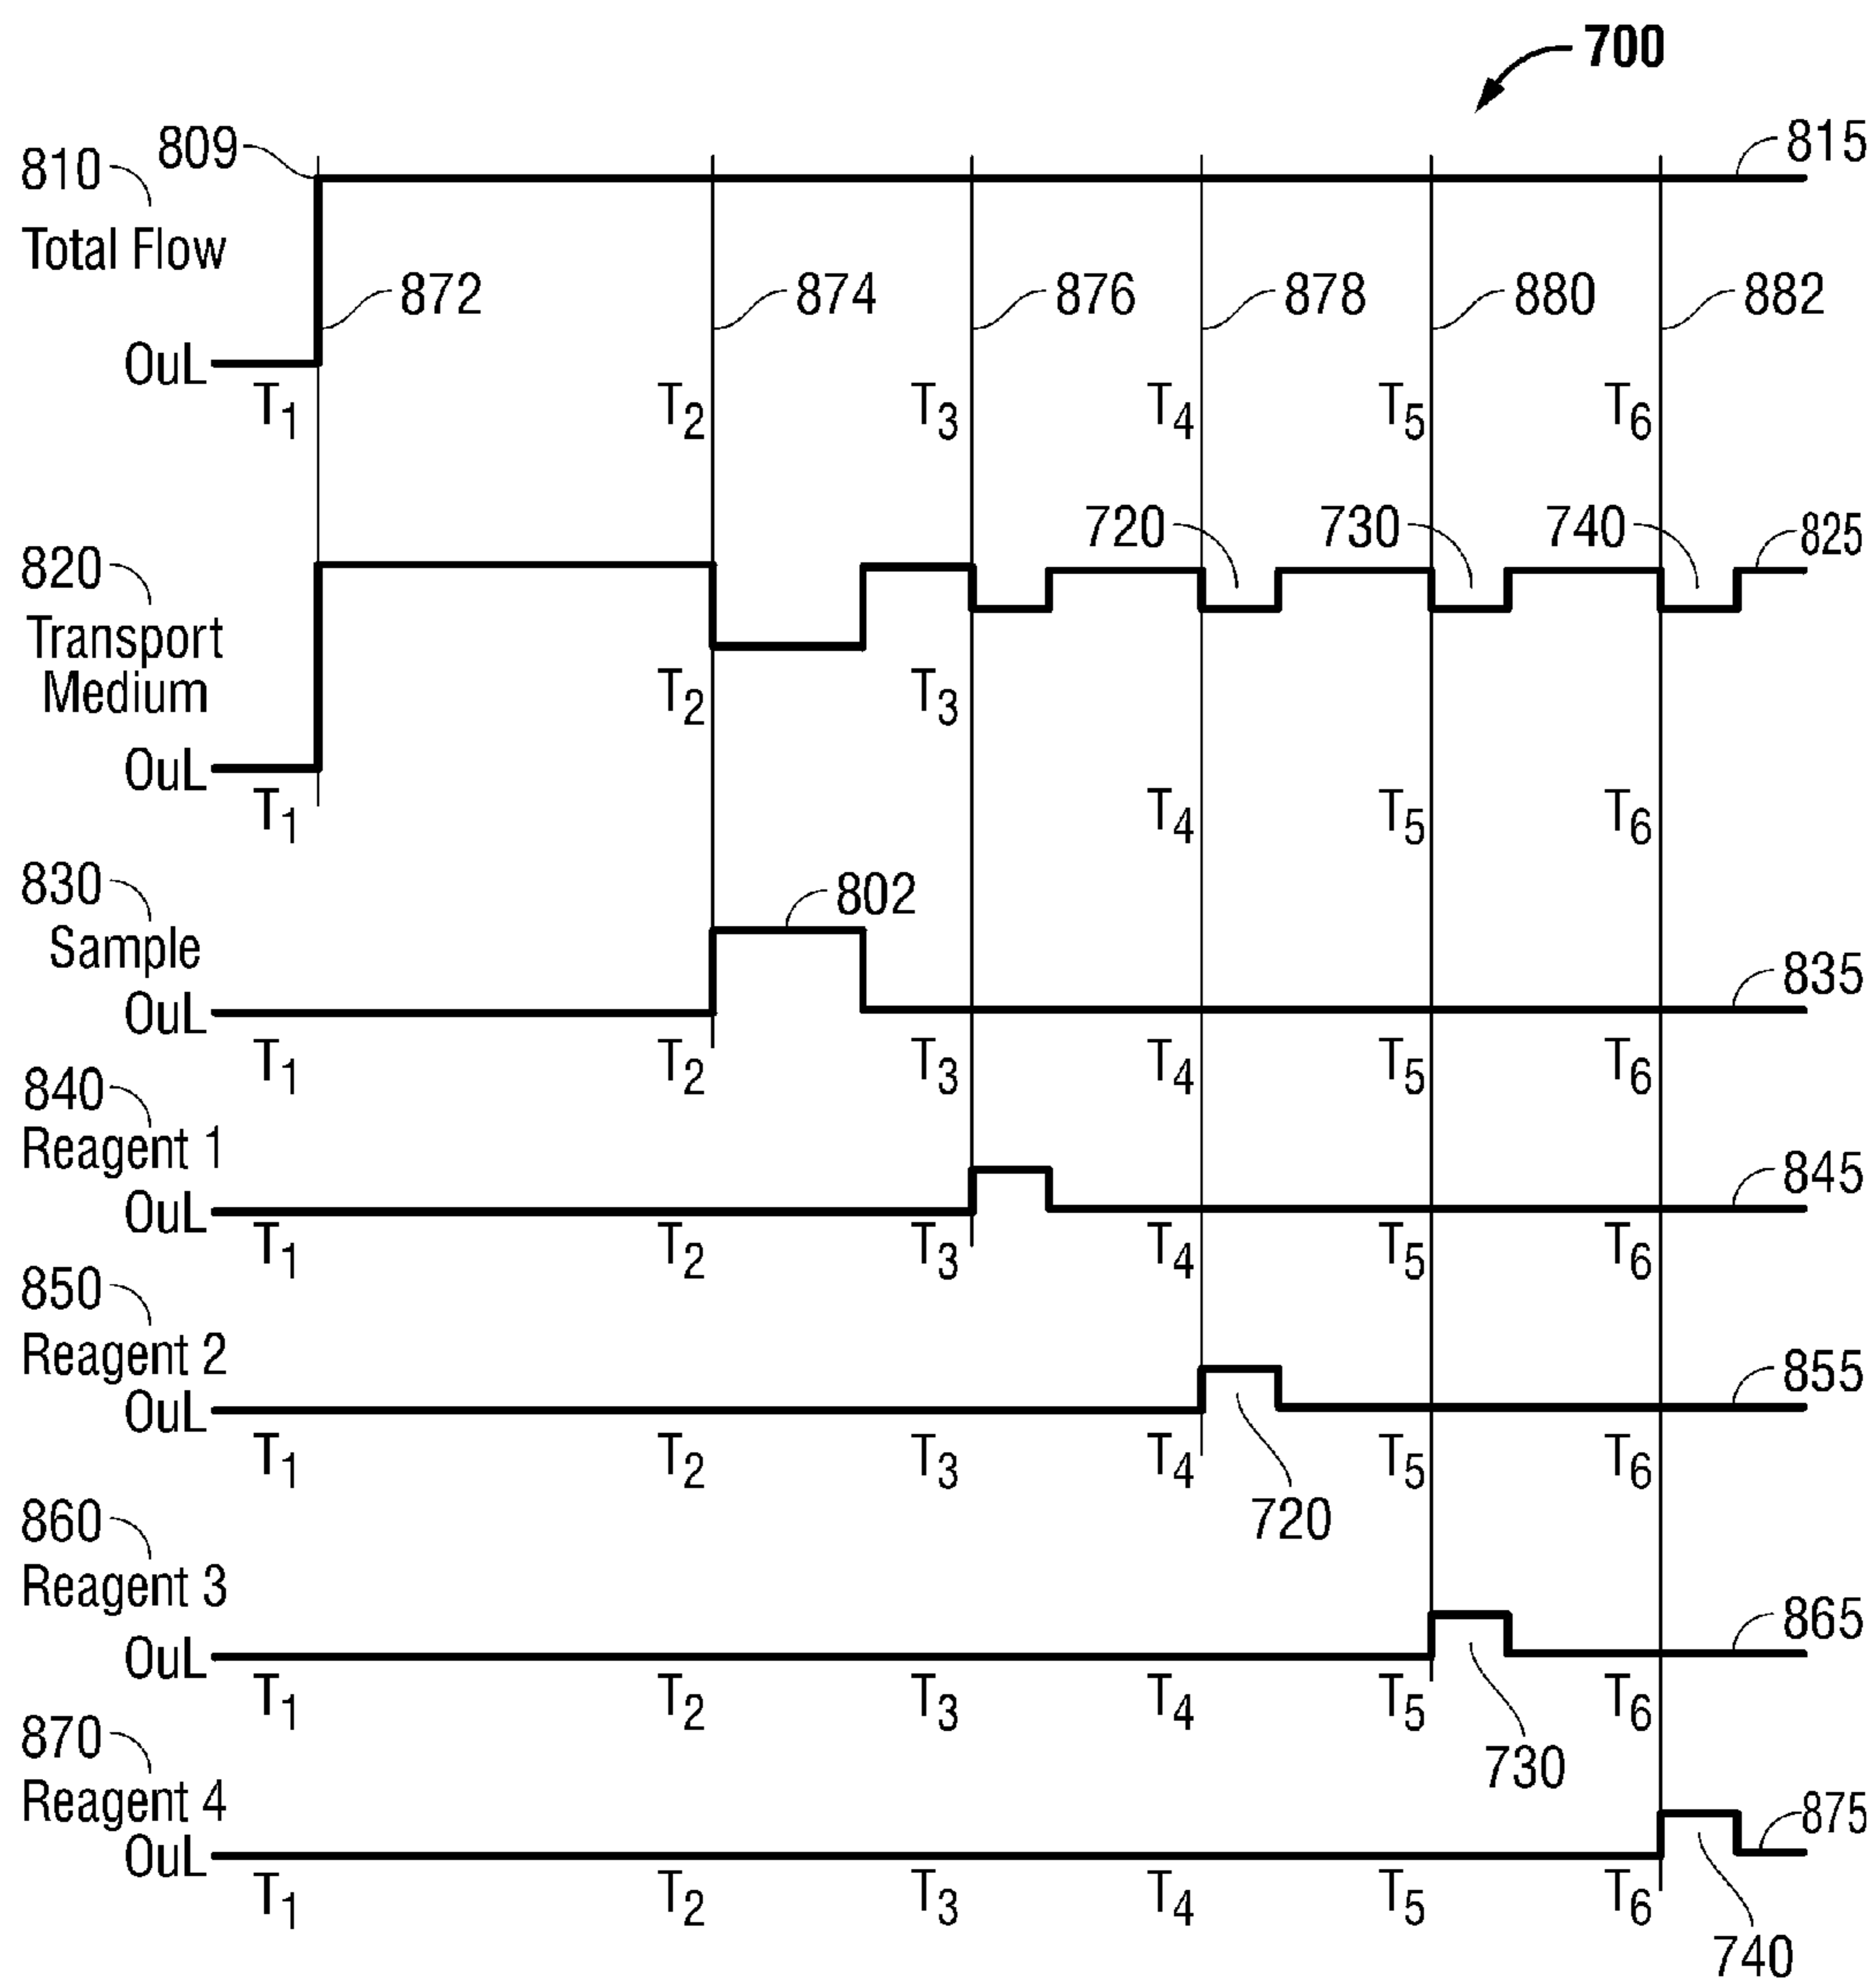 700
810 809 815
Total Flow
872 874 876 878 880 882
OuL
T1 T2 T3 T4 T5 T6
720 730 740 825
820
Transport
Medium
T2 T3
OuL
T1 T4 T5 T6
830 802
Sample
835
OuL
T1 T2 T3 T4 T5 T6
840
Reagent 1
845
OuL
T1 T2 T3 T4 T5 T6
850
Reagent 2
855
OuL
T1 T2 T3 T4 T5 T6
720
860
Reagent 3
865
OuL
T1 T2 T3 T4 T5 T6
870
730
Reagent 4
875
OuL
T1 T2 T3 T4 T5 T6
740